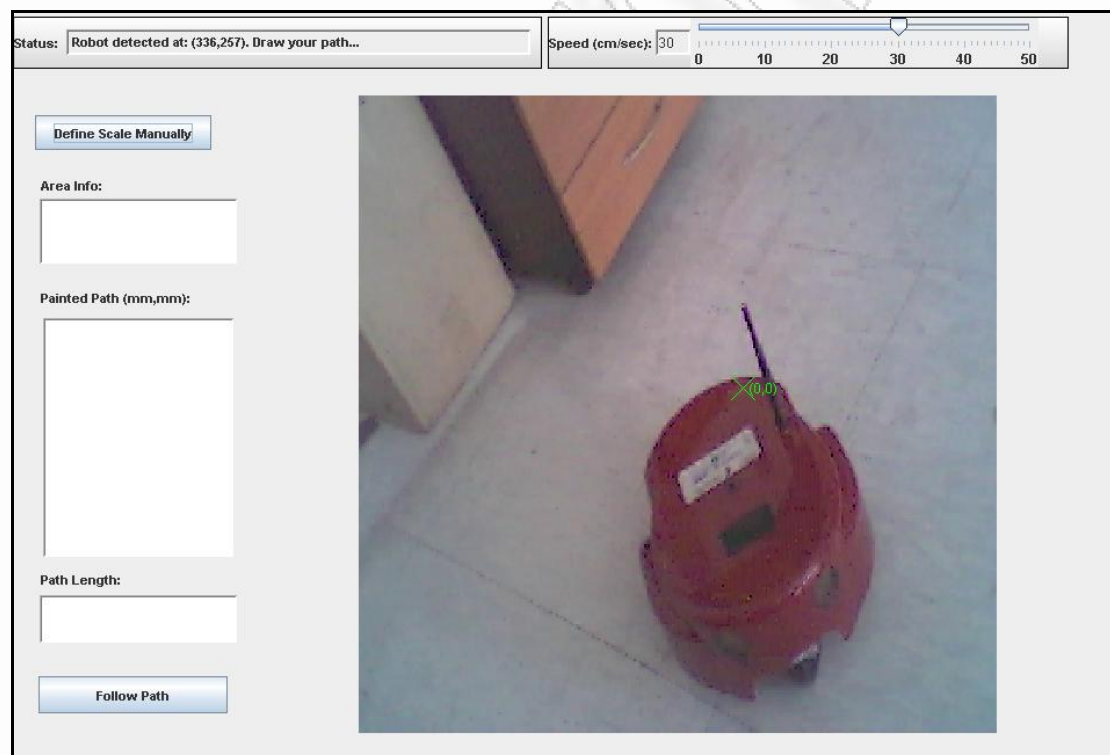 Status: Robot detected at: (336,257). Draw your path...
Speed (cm/sec): 30
0 10 20 30 40 50
Define Scale Manually
Area Info:
Painted Path (mm,mm):
(0,0)
Path Length:
Follow Path